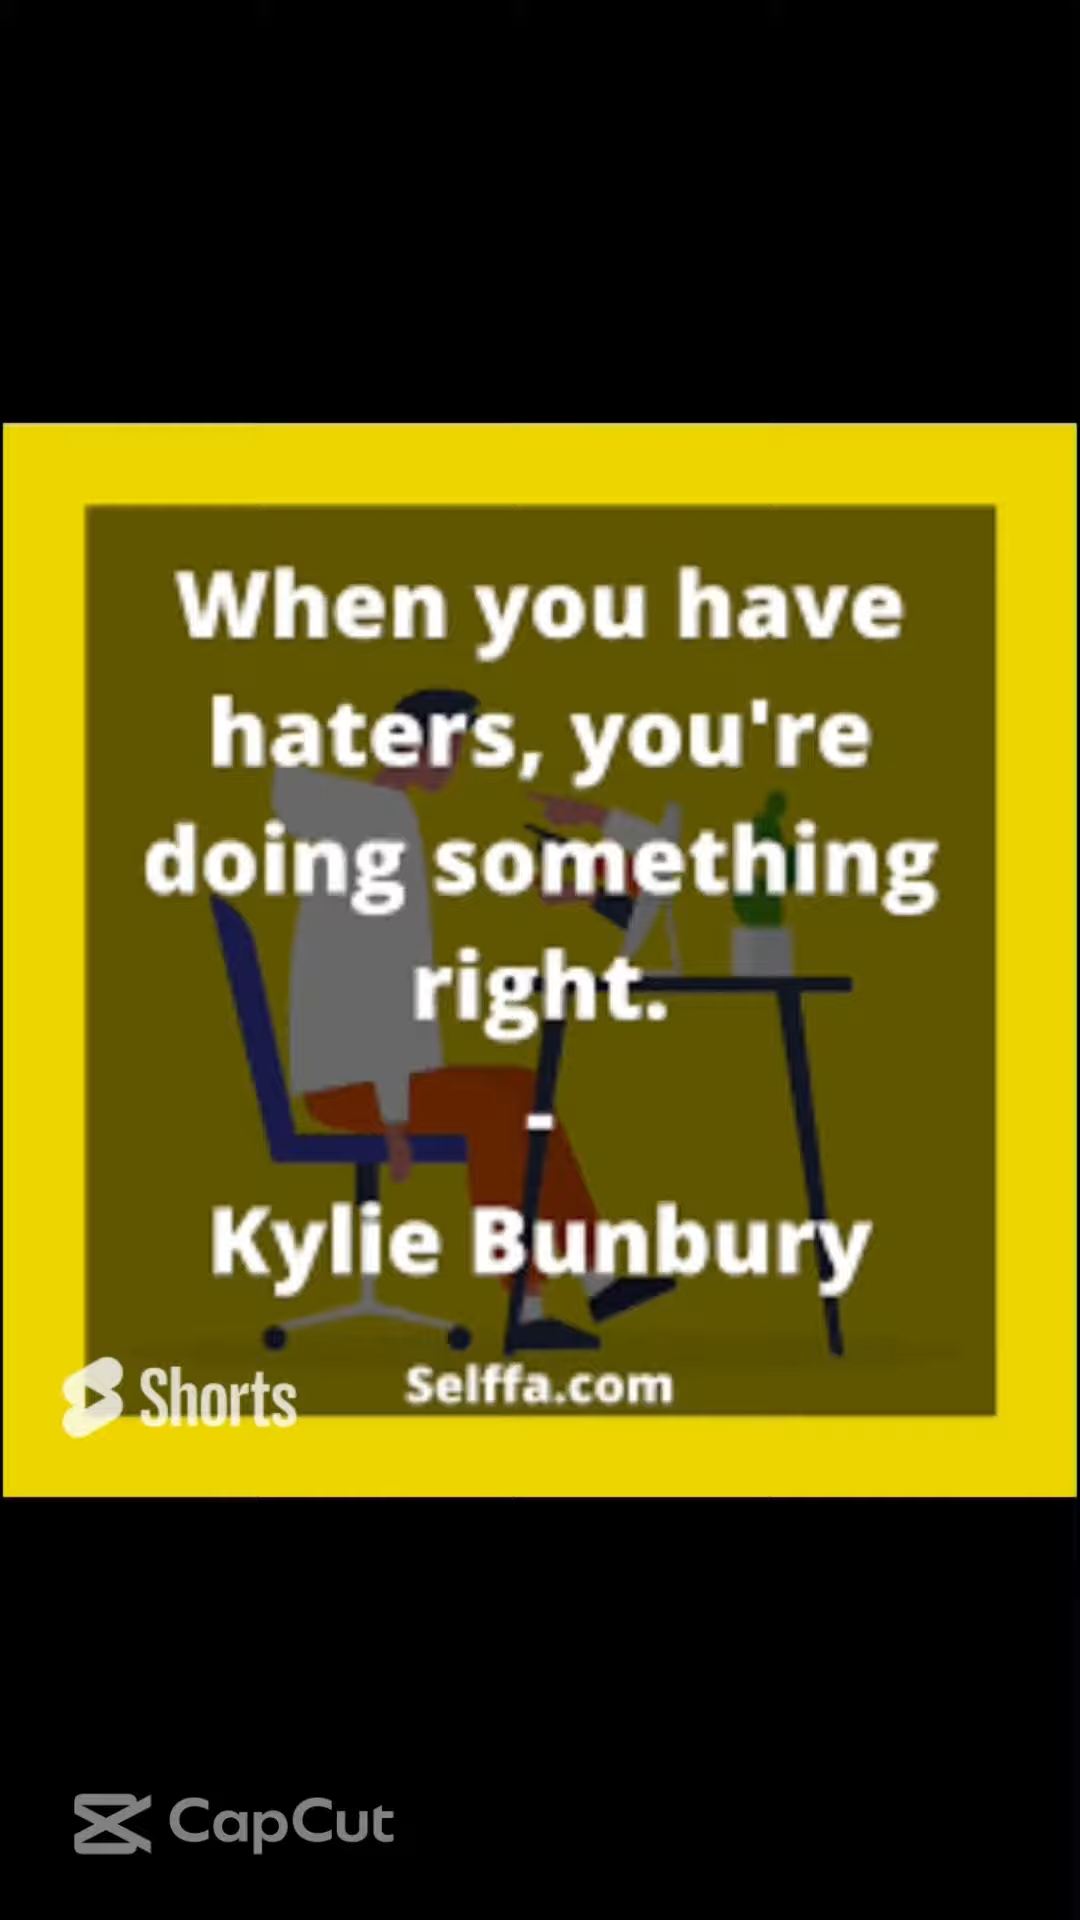 When you have
haters, you're
doing something
right.
-
Kylie Bunbury
Selffa.com
Shorts
CapCut